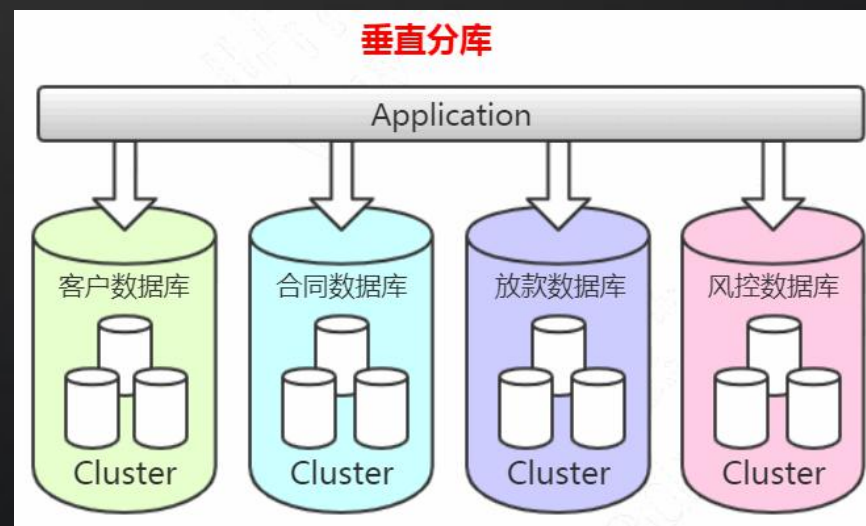 垂直分库
Application
客户数据库
合同数据库
放款数据库
风控数据库
Cluster
Cluster
Cluster
Cluster